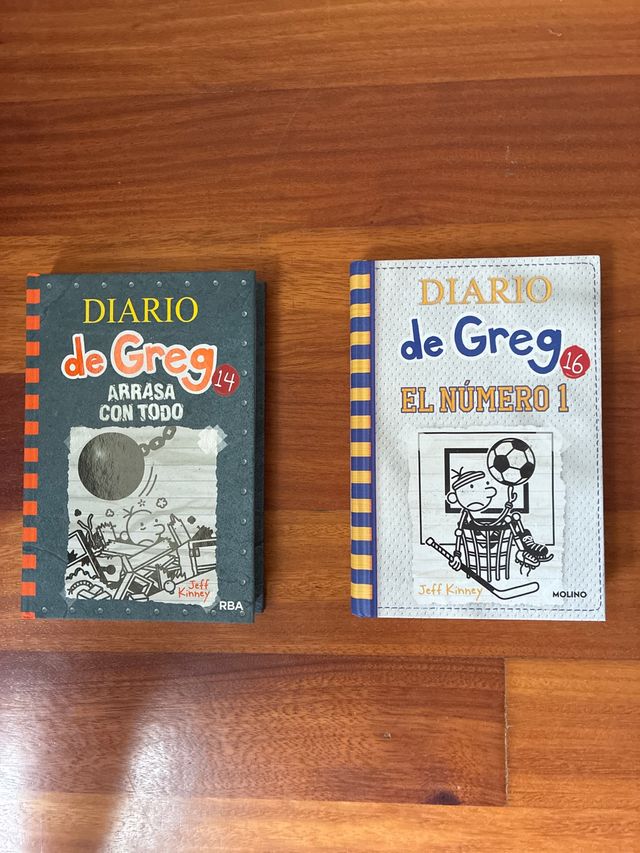 DIARIO
de Greg 14
ARRASA
CON TODO
Jeff
Kinney
RBA
DIARIO
de Greg 16
EL NÚMERO 1
Jeff Kinney
MOLINO